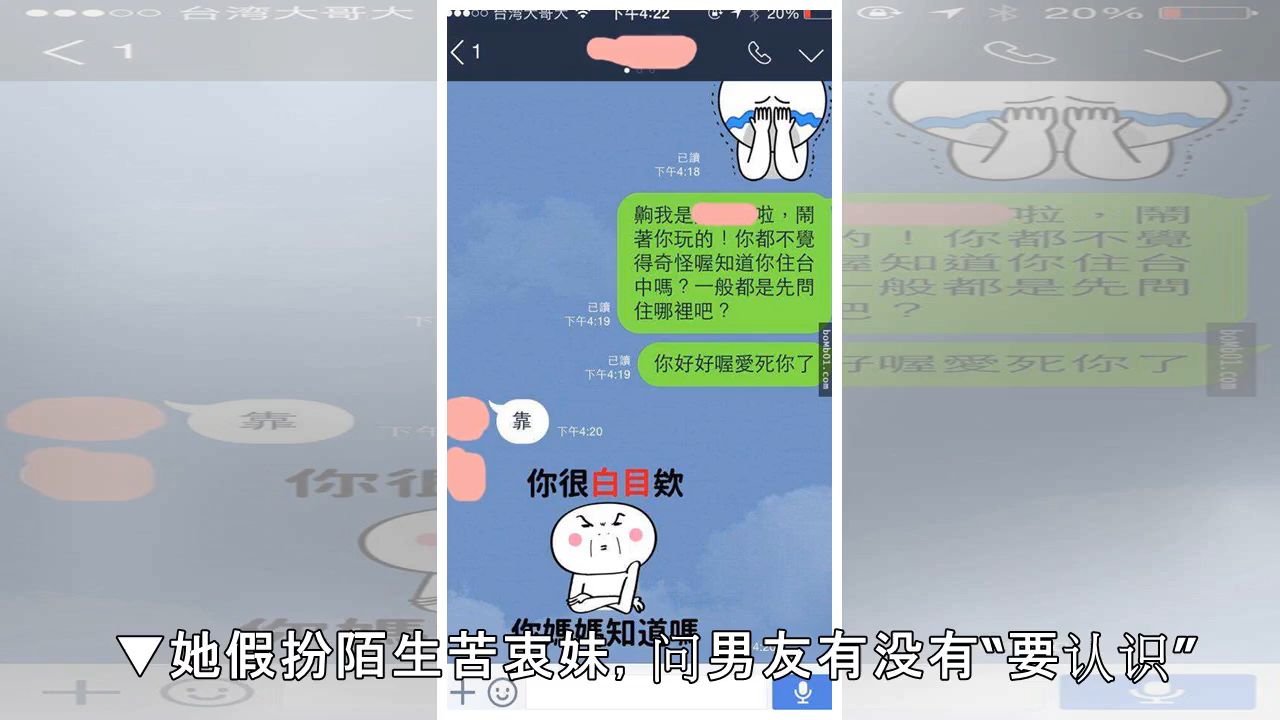 台湾大哥大
下午4:22
20%
1
已讀
下午4:18
齁我是
啦，鬧
著你玩的！你都不覺
得奇怪喔知道你住台
中嗎？一般都是先問
住哪裡吧？
已讀
下午4:19
你好好喔愛死你了
已讀
下午4:19
boMb01.com
靠
下午4:20
你很白目欸
你媽媽知道嗎
▼她假扮陌生苦衷妹, 问男友有没有“要认识”